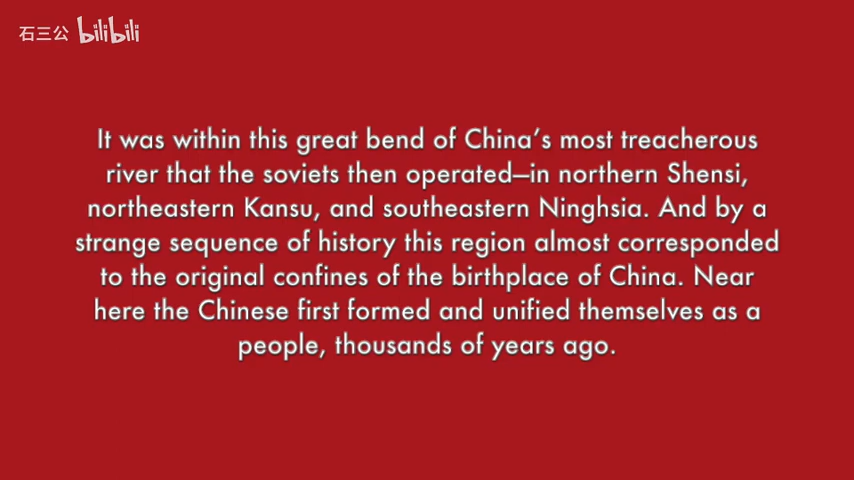 石三公 bilibili
It was within this great bend of China's most treacherous
river that the soviets then operated—in northern Shensi,
northeastern Kansu, and southeastern Ninghsia. And by a
strange sequence of history this region almost corresponded
to the original confines of the birthplace of China. Near
here the Chinese first formed and unified themselves as a
people, thousands of years ago.